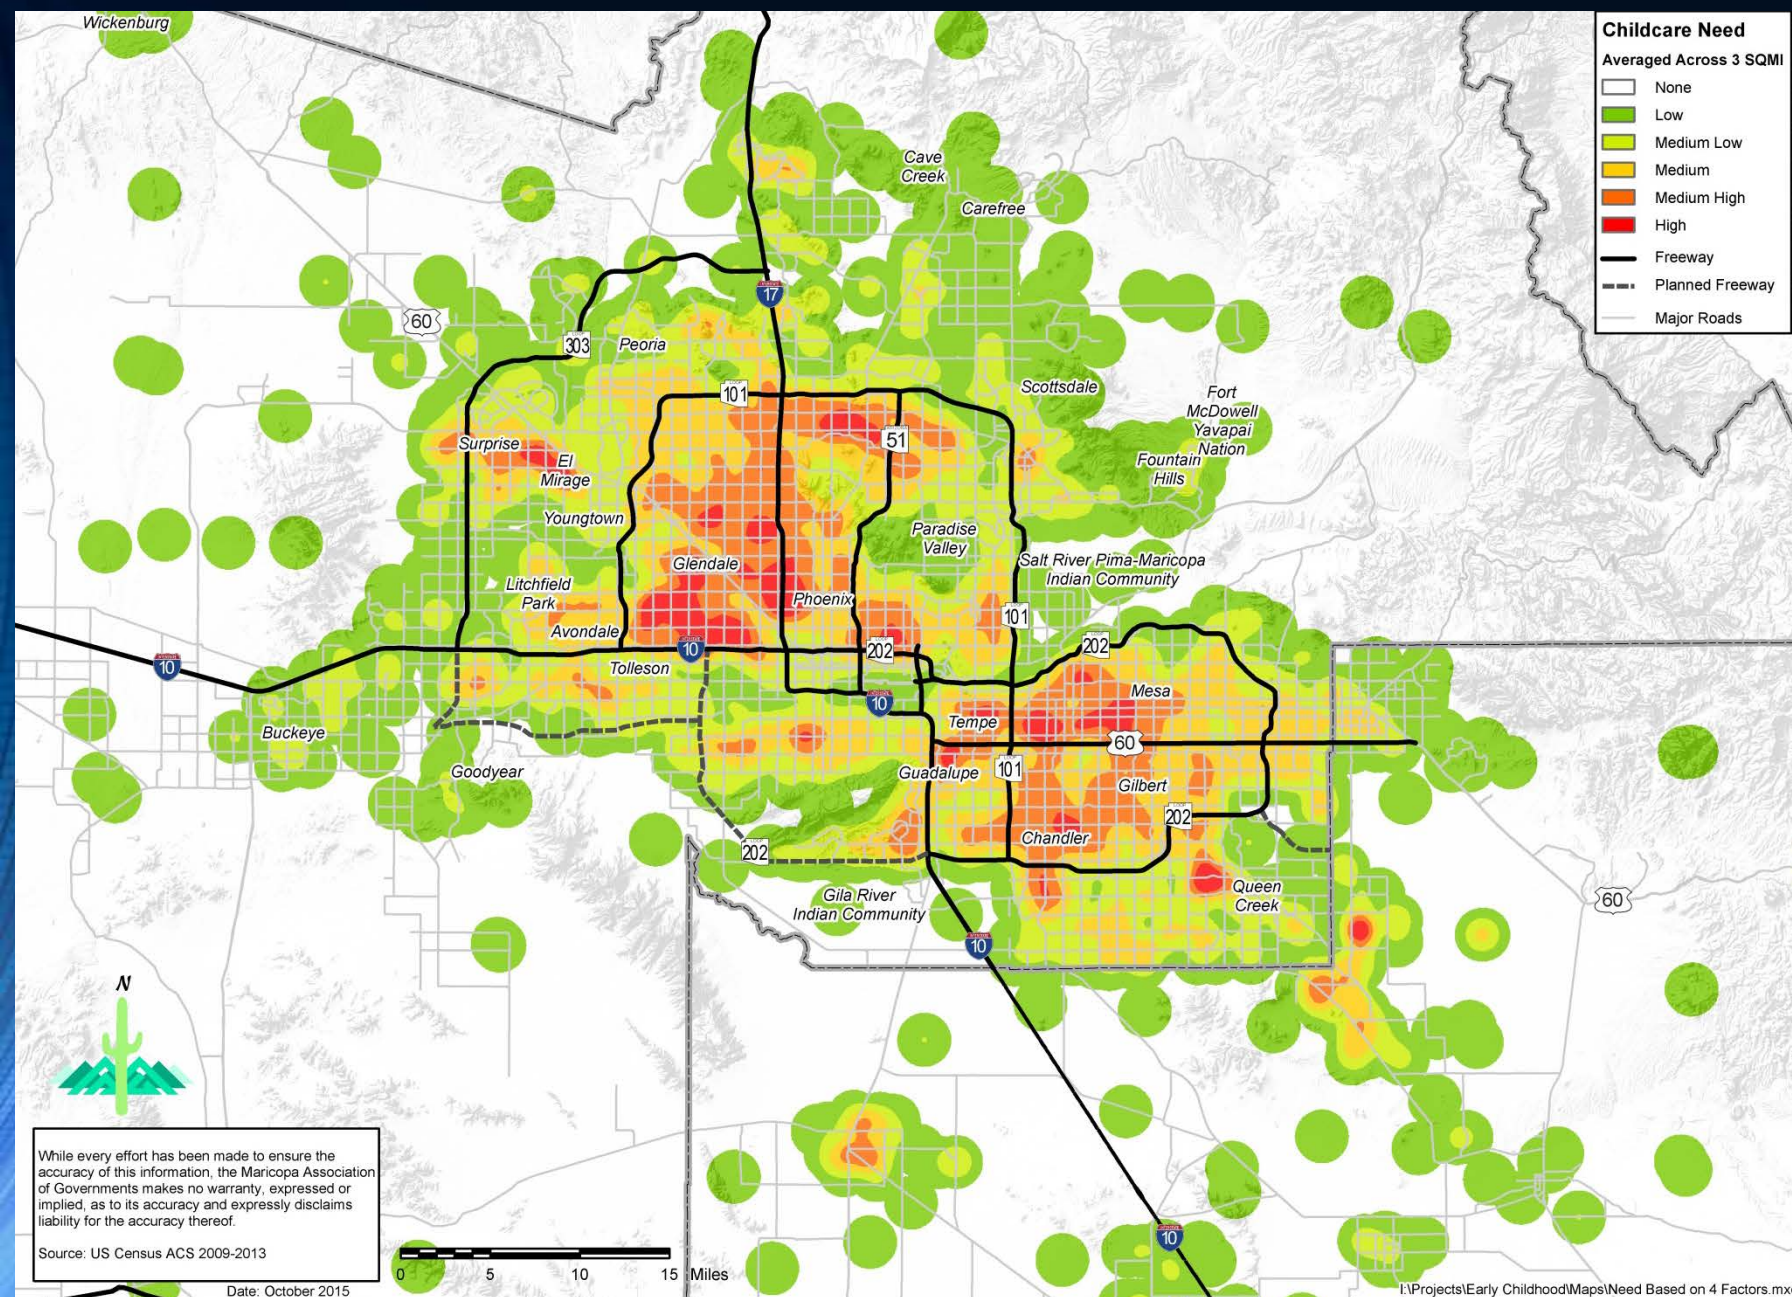 Wickenburg
Childcare Need
Averaged Across 3 SQMI
None
Low
Medium Low
Medium
Medium High
High
Freeway
Planned Freeway
Major Roads
Cave
Creek
Carefree
17
60
303
Peoria
101
Scottsdale
Fort
McDowell
Yavapai
Nation
51
Surprise
El
Mirage
Fountain
Hills
Youngtown
Paradise
Valley
Glendale
Salt River Pima-Maricopa
Indian Community
Litchfield
Park
Phoenix
101
Avondale
10
202
202
10
Tolleson
Mesa
10
Tempe
Buckeye
60
Goodyear
Guadalupe
101
Gilbert
202
Chandler
202
Queen
Creek
Gila River
Indian Community
60
10
N
While every effort has been made to ensure the
accuracy of this information, the Maricopa Association
of Governments makes no warranty, expressed or
implied, as to its accuracy and expressly disclaims
liability for the accuracy thereof.
Source: US Census ACS 2009-2013
10
0 5 10 15 Miles
Date: October 2015
I:\Projects\Early Childhood\Maps\Need Based on 4 Factors.mx